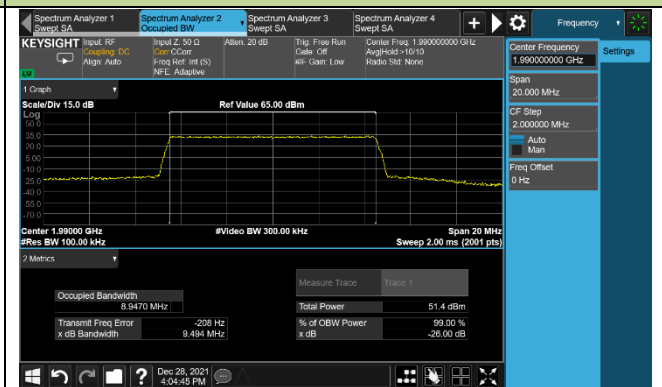 Spectrum Analyzer 1
Swept SA
Spectrum Analyzer 2
Occupied BW
Spectrum Analyzer 3
Swept SA
Spectrum Analyzer 4
Swept SA
Frequency
KEYSIGHT
Input: RF
Coupling: DC
Align: Auto
Input Z: 50 Ω
Corr CCorr
Freq Ref: Int (S)
NFE: Adaptive
Atten: 20 dB
Trig: Free Run
Gate: Off
#IF Gain: Low
Center Freq: 1.990000000 GHz
Avg|Hold:>10/10
Radio Std: None
Center Frequency
1.990000000 GHz
Settings
Span
20.000 MHz
CF Step
2.000000 MHz
Auto
Man
Freq Offset
0 Hz
1 Graph
Scale/Div 15.0 dB
Ref Value 65.00 dBm
Log
50.0
35.0
20.0
5.00
-10.0
-25.0
-40.0
-55.0
-70.0
Center 1.99000 GHz
#Video BW 300.00 kHz
Span 20 MHz
#Res BW 100.00 kHz
Sweep 2.00 ms (2001 pts)
2 Metrics
Measure Trace
Trace 1
Occupied Bandwidth
8.9470 MHz
Total Power
51.4 dBm
Transmit Freq Error
-208 Hz
% of OBW Power
99.00 %
x dB Bandwidth
9.494 MHz
x dB
-26.00 dB
Dec 28, 2021
4:04:45 PM